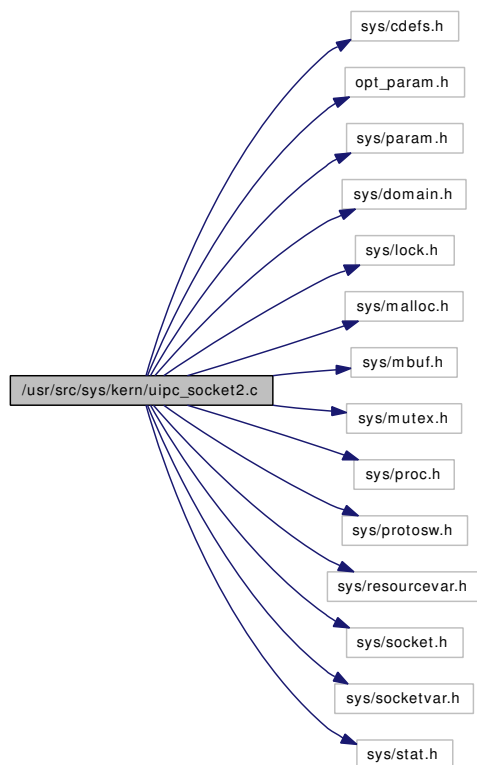 sys/cdefs.h
opt_param.h
sys/param.h
sys/domain.h
sys/lock.h
sys/malloc.h
/usr/src/sys/kern/uipc_socket2.c
sys/mbuf.h
sys/mutex.h
sys/proc.h
sys/protosw.h
sys/resourcevar.h
sys/socket.h
sys/socketvar.h
sys/stat.h